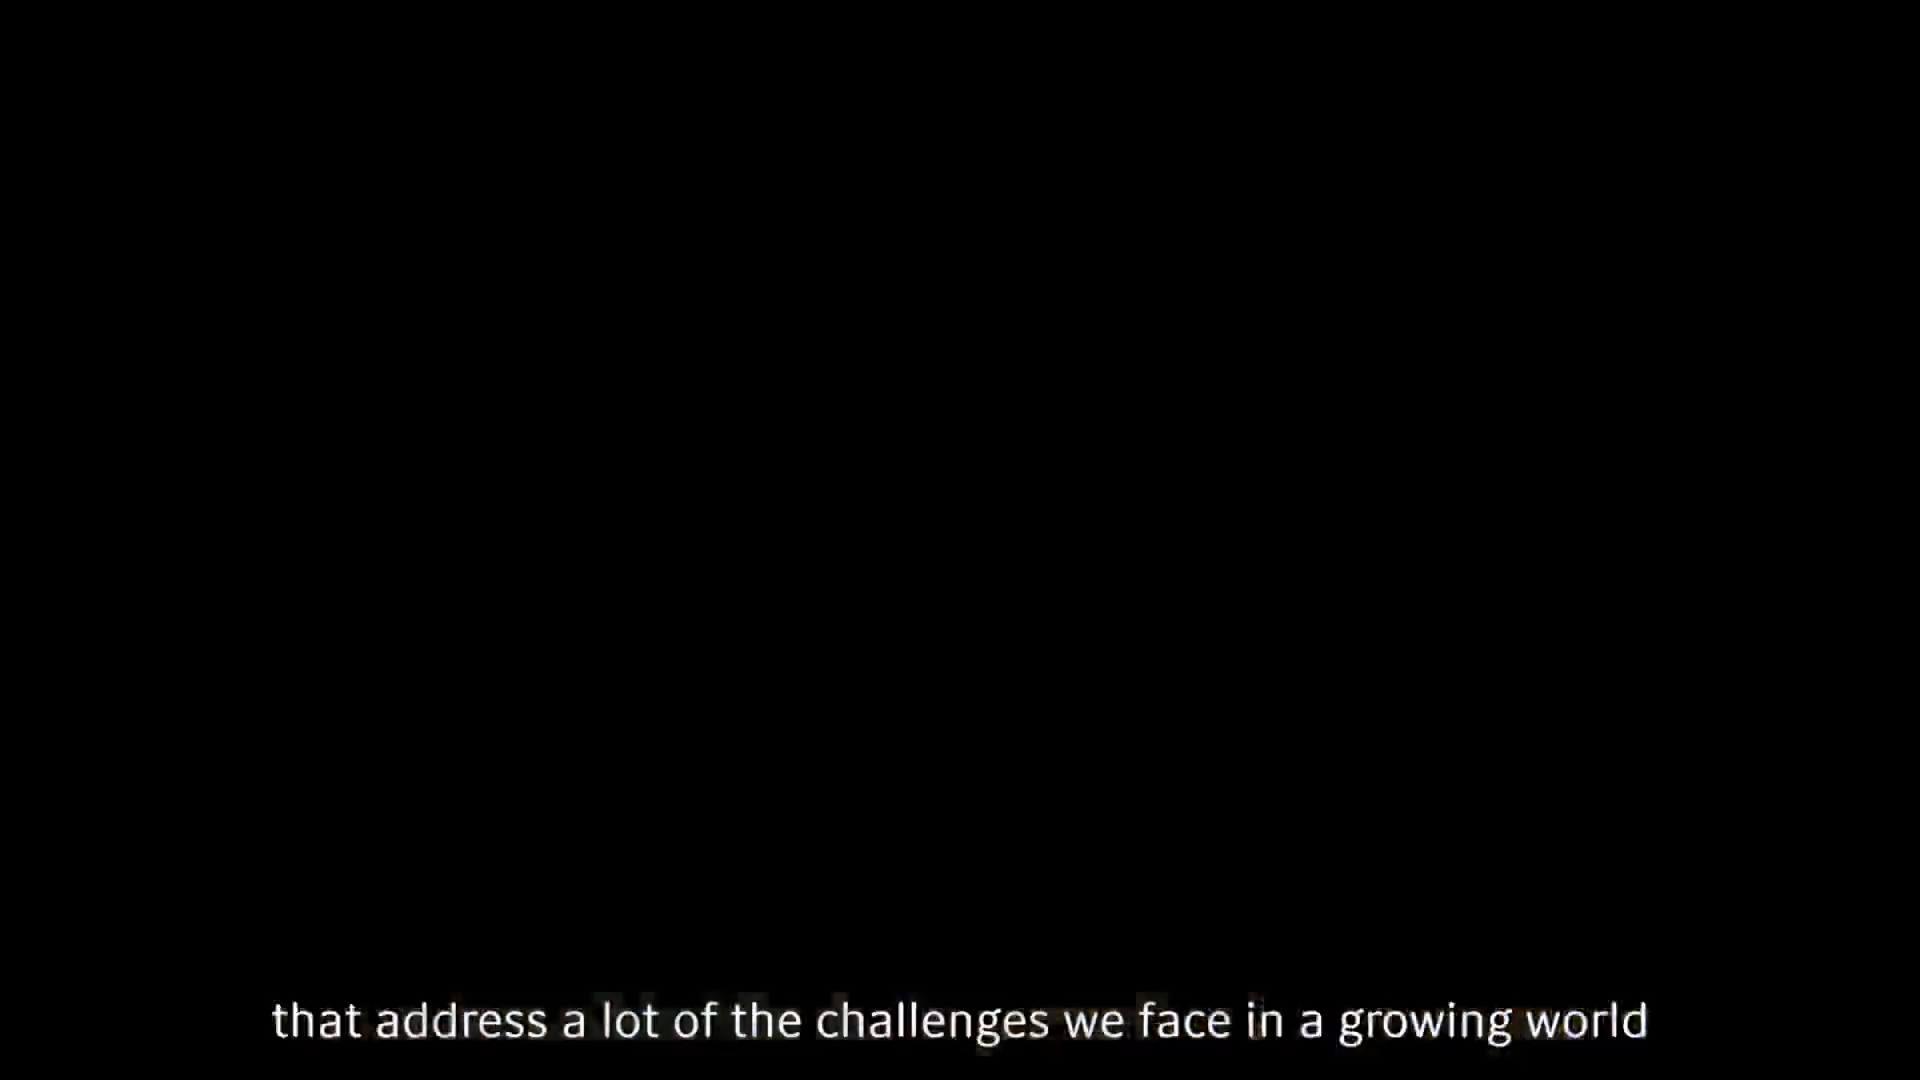 that address a lot of the challenges we face in a growing world